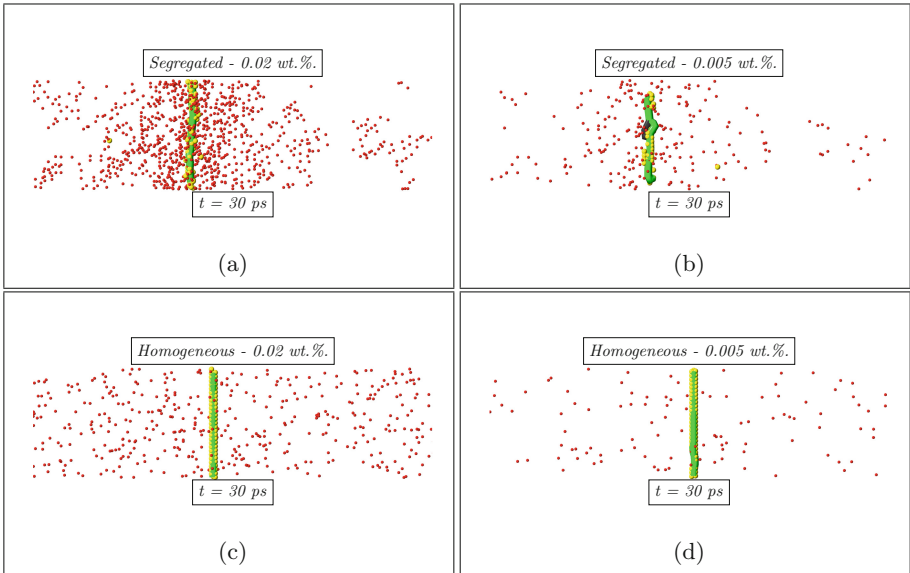 Segregated - 0.02 wt.%.
t = 30 ps
(a)
Segregated - 0.005 wt.%.
t = 30 ps
(b)
Homogeneous - 0.02 wt.%.
t = 30 ps
(c)
Homogeneous - 0.005 wt.%.
t = 30 ps
(d)